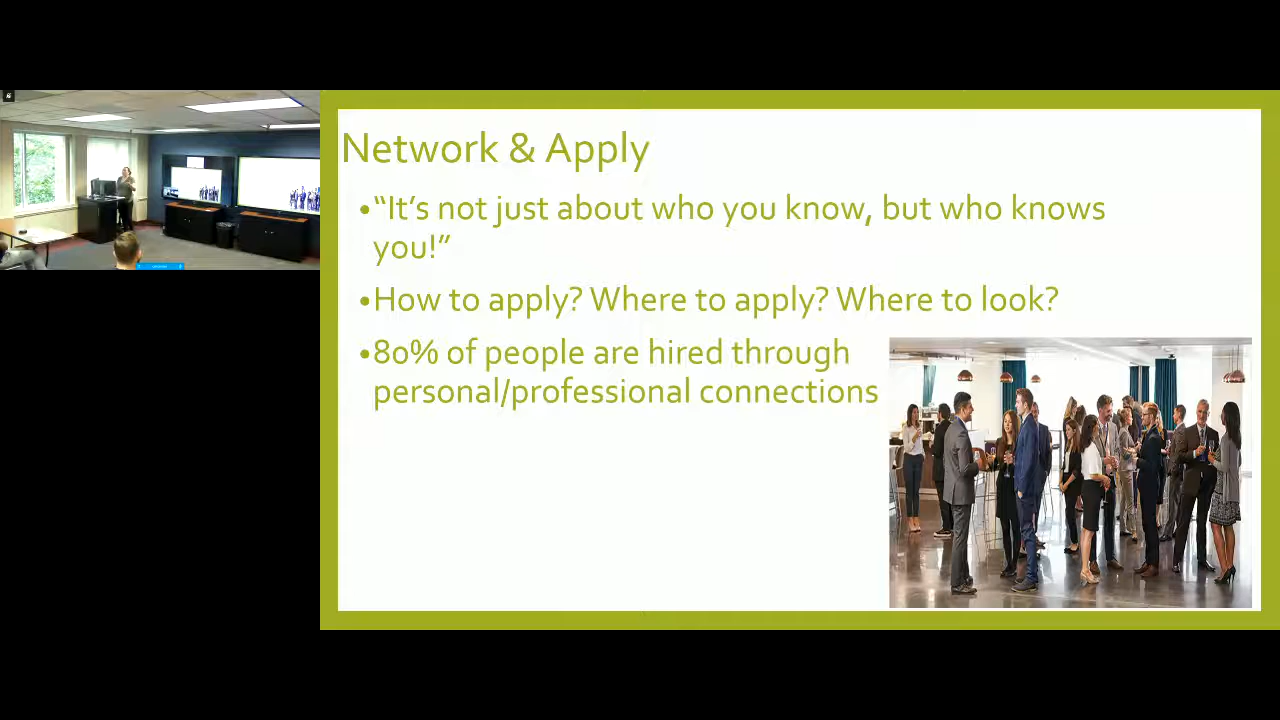 Network & Apply
•“It’s not just about who you know, but who knows
you!”
•How to apply? Where to apply? Where to look?
•80% of people are hired through
personal/professional connections